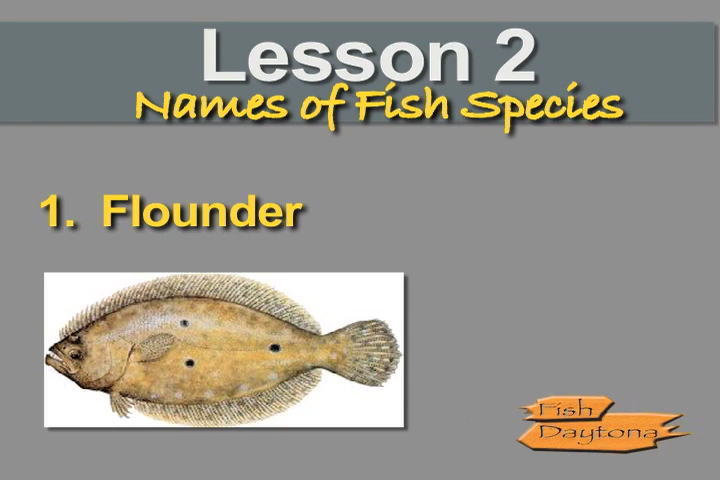 Lesson 2
Names of Fish Species
1. Flounder
Fish
Daytona